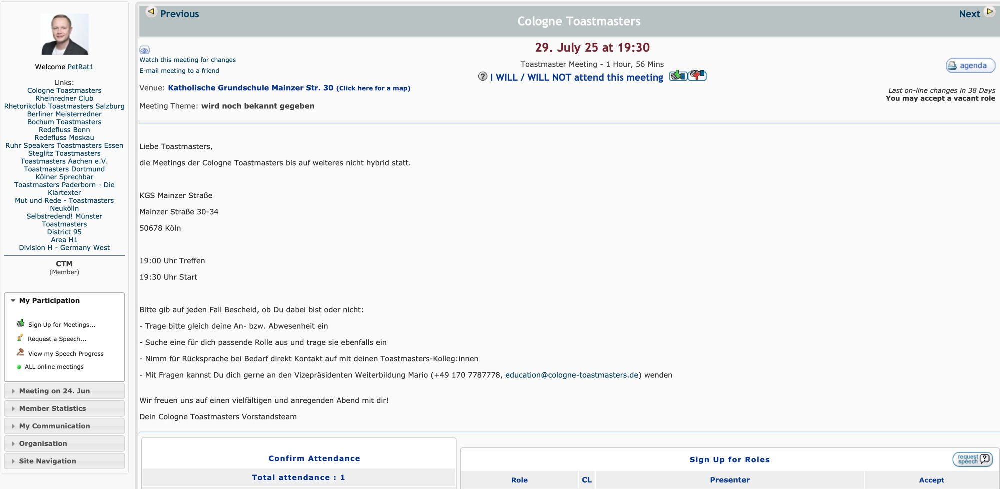 Welcome PetRat1
Links:
Cologne Toastmasters
Rheinredner Club
Rhetorikclub Toastmasters Salzburg
Berliner Meisterredner
Bochum Toastmasters
Redefluss Bonn
Redefluss Moskau
Ruhr Speakers Toastmasters Essen
Steglitz Toastmasters
Toastmasters Aachen e.V.
Toastmasters Dortmund
Kölner Sprechbar
Toastmasters Paderborn - Die
Klartexter
Mut und Rede - Toastmasters
Neukölln
Selbstredend! Münster
Toastmasters
District 95
Area H1
Division H - Germany West
CTM
(Member)
My Participation
Sign Up for Meetings...
Request a Speech...
View my Speech Progress
ALL online meetings
Meeting on 24. Jun
Member Statistics
My Communication
Organisation
Site Navigation
Previous
Cologne Toastmasters
Next
29. July 25 at 19:30
Watch this meeting for changes
E-mail meeting to a friend
Toastmaster Meeting - 1 Hour, 56 Mins
I WILL / WILL NOT attend this meeting
agenda
Venue: Katholische Grundschule Mainzer Str. 30 (Click here for a map)
Last on-line changes in 38 Days
You may accept a vacant role
Meeting Theme: wird noch bekannt gegeben
Liebe Toastmasters,
die Meetings der Cologne Toastmasters bis auf weiteres nicht hybrid statt.
KGS Mainzer Straße
Mainzer Straße 30-34
50678 Köln
19:00 Uhr Treffen
19:30 Uhr Start
Bitte gib auf jeden Fall Bescheid, ob Du dabei bist oder nicht:
- Trage bitte gleich deine An- bzw. Abwesenheit ein
- Suche eine für dich passende Rolle aus und trage sie ebenfalls ein
- Nimm für Rücksprache bei Bedarf direkt Kontakt auf mit deinen Toastmasters-Kolleg:innen
- Mit Fragen kannst Du dich gerne an den Vizepräsidenten Weiterbildung Mario (+49 170 7787778, education@cologne-toastmasters.de) wenden
Wir freuen uns auf einen vielfältigen und anregenden Abend mit dir!
Dein Cologne Toastmasters Vorstandsteam
Confirm Attendance
Total attendance : 1
Sign Up for Roles
request speech ?
Role CL Presenter Accept